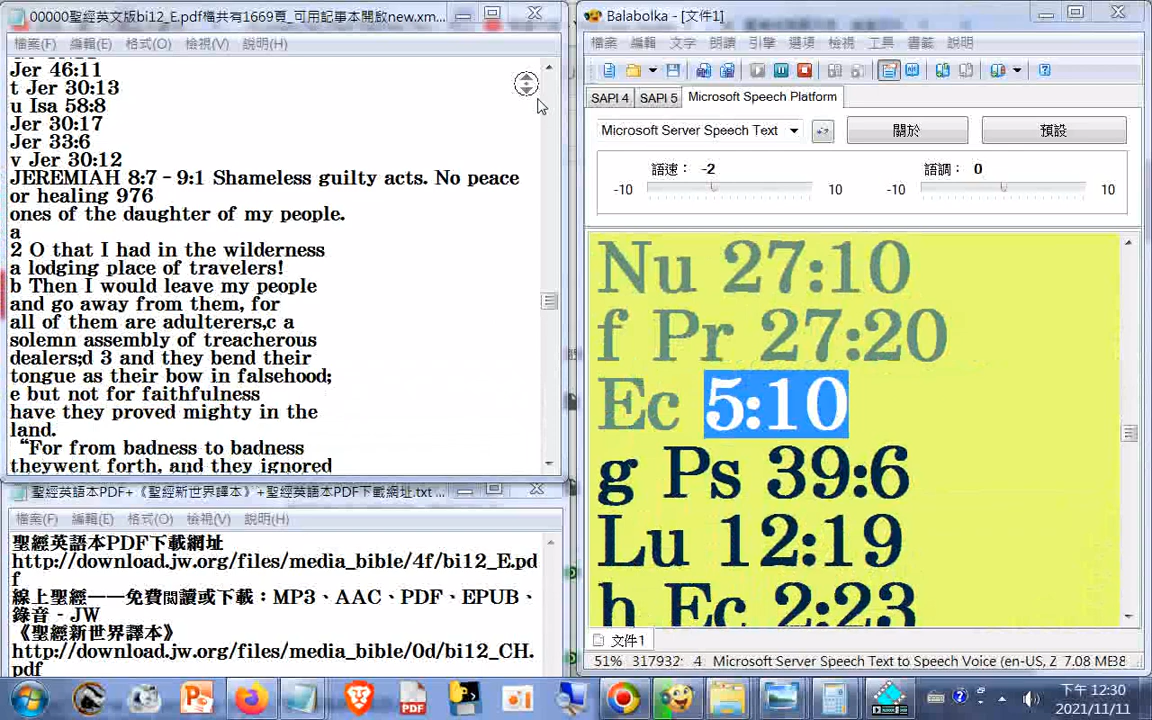 00000聖經英文版bi12_E.pdf檔共有1669頁_可用記事本開啟new.xm...
檔案(F) 編輯(E) 格式(O) 檢視(V) 說明(H)
Jer 46:11
t Jer 30:13
u Isa 58:8
Jer 30:17
Jer 33:6
v Jer 30:12
JEREMIAH 8:7–9:1 Shameless guilty acts. No peace
or healing 976
ones of the daughter of my people.
a
2 O that I had in the wilderness
a lodging place of travelers!
b Then I would leave my people
and go away from them, for
all of them are adulterers,c a
solemn assembly of treacherous
dealers;d 3 and they bend their
tongue as their bow in falsehood;
e but not for faithfulness
have they proved mighty in the
land.
“For from badness to badness
theywent forth, and they ignored
聖經英語本PDF+《聖經新世界譯本》+聖經英語本PDF下載網址.txt ...
檔案(F) 編輯(E) 格式(O) 檢視(V) 說明(H)
聖經英語本PDF下載網址
http://download.jw.org/files/media_bible/4f/bi12_E.pd
f
線上聖經——免費閱讀或下載：MP3、AAC、PDF、EPUB、
錄音 - JW
《聖經新世界譯本》
http://download.jw.org/files/media_bible/0d/bi12_CH.
pdf
Balabolka - [文件1]
檔案 編輯 文字 朗讀 引擎 選項 檢視 工具 書籤 說明
SAPI 4 SAPI 5 Microsoft Speech Platform
Microsoft Server Speech Text 關於 預設
語速： -2 語調： 0
-10 10 -10 10
Nu 27:10
f Pr 27:20
Ec 5:10
g Ps 39:6
Lu 12:19
h Ec 2:23
文件1
51% 317932: 4 Microsoft Server Speech Text to Speech Voice (en-US, Z 7.08 MB
下午 12:30
2021/11/11